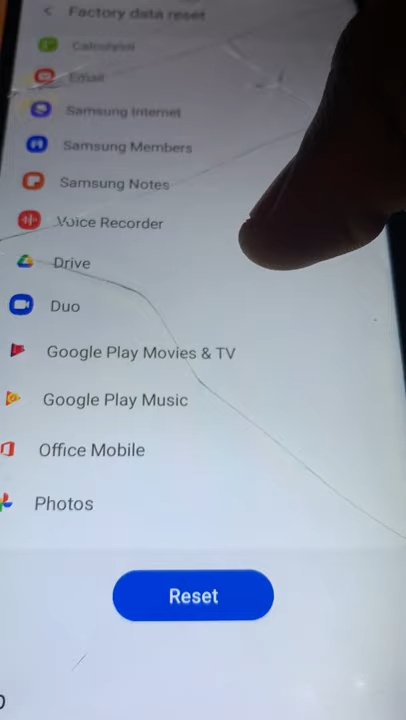 Factory data reset
Calculator
Email
Samsung Internet
Samsung Members
Samsung Notes
Voice Recorder
Drive
Duo
Google Play Movies & TV
Google Play Music
Office Mobile
Photos
Reset